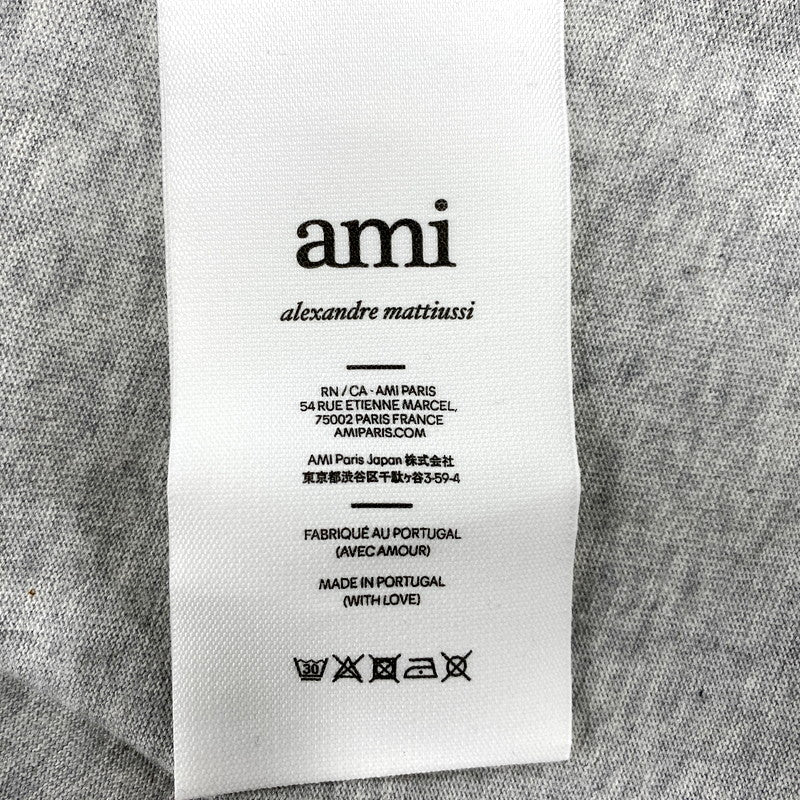 ami
alexandre mattiussi
RN / CA - AMI PARIS
54 RUE ETIENNE MARCEL,
75002 PARIS FRANCE
AMIPARIS.COM
AMI Paris Japan 株式会社
東京都渋谷区千駄ヶ谷3-59-4
FABRIQUÉ AU PORTUGAL
(AVEC AMOUR)
MADE IN PORTUGAL
(WITH LOVE)
30